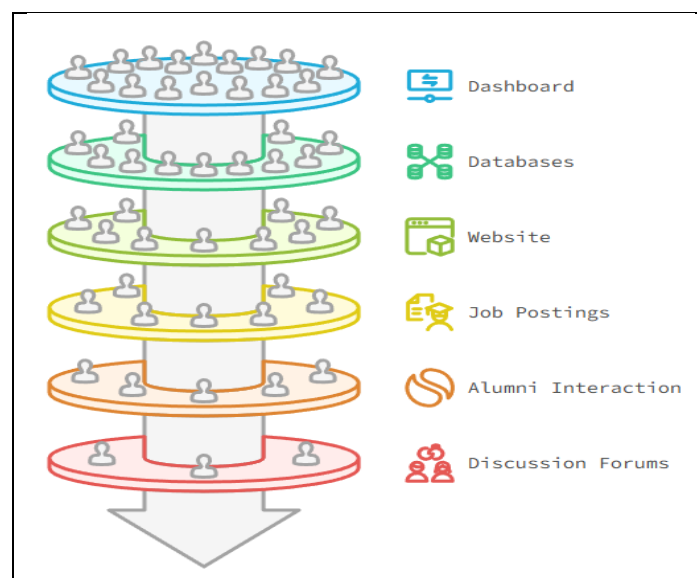 Dashboard
Databases
Website
Job Postings
Alumni Interaction
Discussion Forums